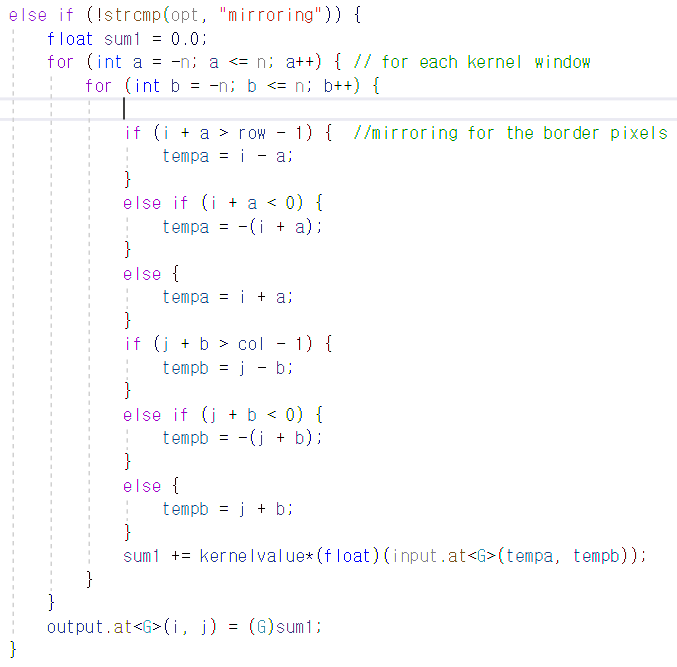 else if (!strcmp(opt, "mirroring")) {
    float sum1 = 0.0;
    for (int a = -n; a <= n; a++) { // for each kernel window
        for (int b = -n; b <= n; b++) {

            if (i + a > row - 1) {  //mirroring for the border pixels
                tempa = i - a;
            }
            else if (i + a < 0) {
                tempa = -(i + a);
            }
            else {
                tempa = i + a;
            }
            if (j + b > col - 1) {
                tempb = j - b;
            }
            else if (j + b < 0) {
                tempb = -(j + b);
            }
            else {
                tempb = j + b;
            }
            sum1 += kernelvalue*(float)(input.at<G>(tempa, tempb));
        }
    }
    output.at<G>(i, j) = (G)sum1;
}